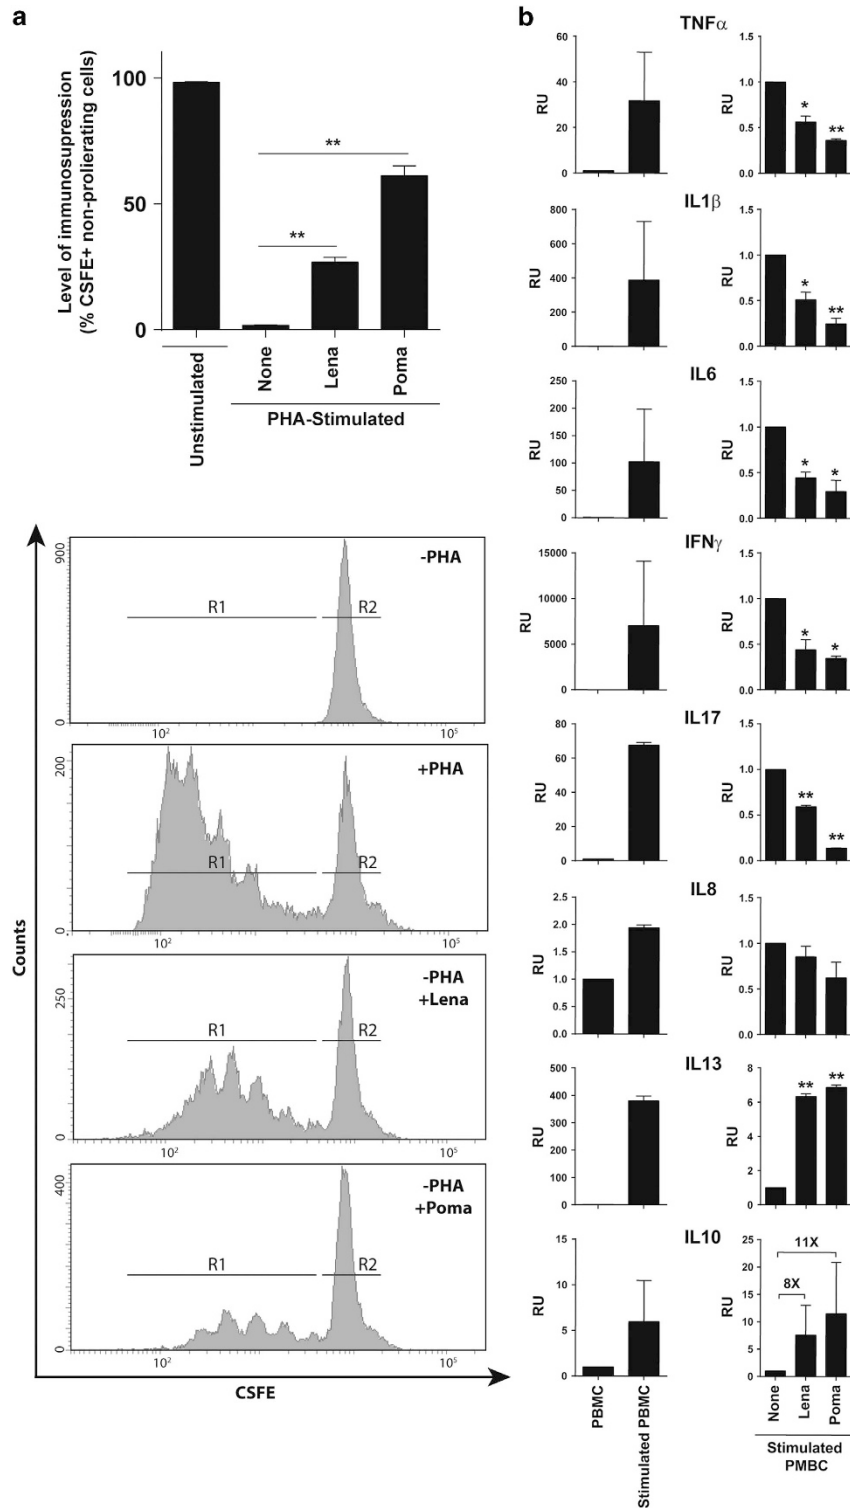 a
Level of immunosupression
(% CSFE+ non-prolierating cells)
100
50
0
**
**
Unstimulated
None
Lena
Poma
PHA-Stimulated
Counts
900
0
-PHA
R1
R2
10²
10⁵
200
0
+PHA
R1
R2
10²
10⁵
250
0
-PHA
+Lena
R1
R2
10²
10⁵
400
0
-PHA
+Poma
R1
R2
10²
10⁵
CSFE
b
TNFα
RU
60
40
20
0
RU
1.5
1.0
0.5
0.0
*
**
IL1β
RU
800
600
400
200
0
RU
1.5
1.0
0.5
0.0
*
**
IL6
RU
250
200
150
100
50
0
RU
1.5
1.0
0.5
0.0
*
*
IFNγ
RU
15000
10000
5000
0
RU
1.5
1.0
0.5
0.0
*
*
IL17
RU
80
60
40
20
0
RU
1.5
1.0
0.5
0.0
**
**
IL8
RU
2.5
2.0
1.5
1.0
0.5
0.0
RU
1.5
1.0
0.5
0.0
IL13
RU
500
400
300
200
100
0
RU
8
6
4
2
0
**
**
IL10
RU
15
10
5
0
RU
25
20
15
10
5
0
11X
8X
PBMC
Stimulated PBMC
None
Lena
Poma
Stimulated
PMBC